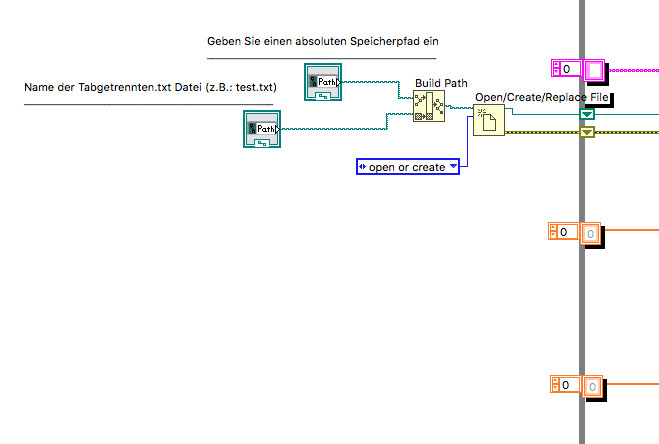 Geben Sie einen absoluten Speicherpfad ein
Name der Tabgetrennten.txt Datei (z.B.: test.txt)
Path
Build Path
Open/Create/Replace File
Path
open or create
0
0
0
0
0